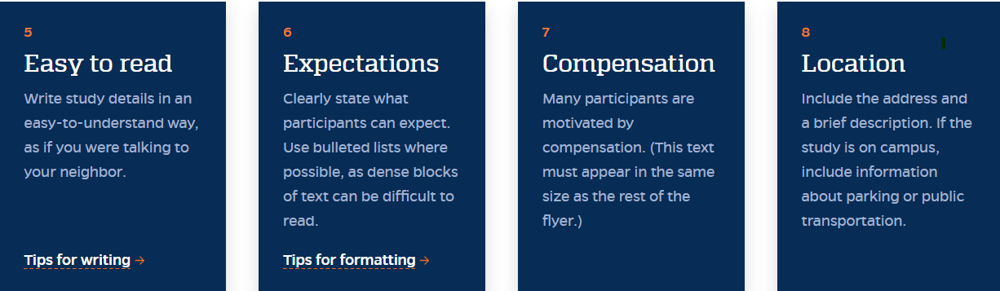 5
Easy to read
Write study details in an
easy-to-understand way,
as if you were talking to
your neighbor.
Tips for writing →
6
Expectations
Clearly state what
participants can expect.
Use bulleted lists where
possible, as dense blocks
of text can be difficult to
read.
Tips for formatting →
7
Compensation
Many participants are
motivated by
compensation. (This text
must appear in the same
size as the rest of the
flyer.)
8
Location
Include the address and
a brief description. If the
study is on campus,
include information
about parking or public
transportation.